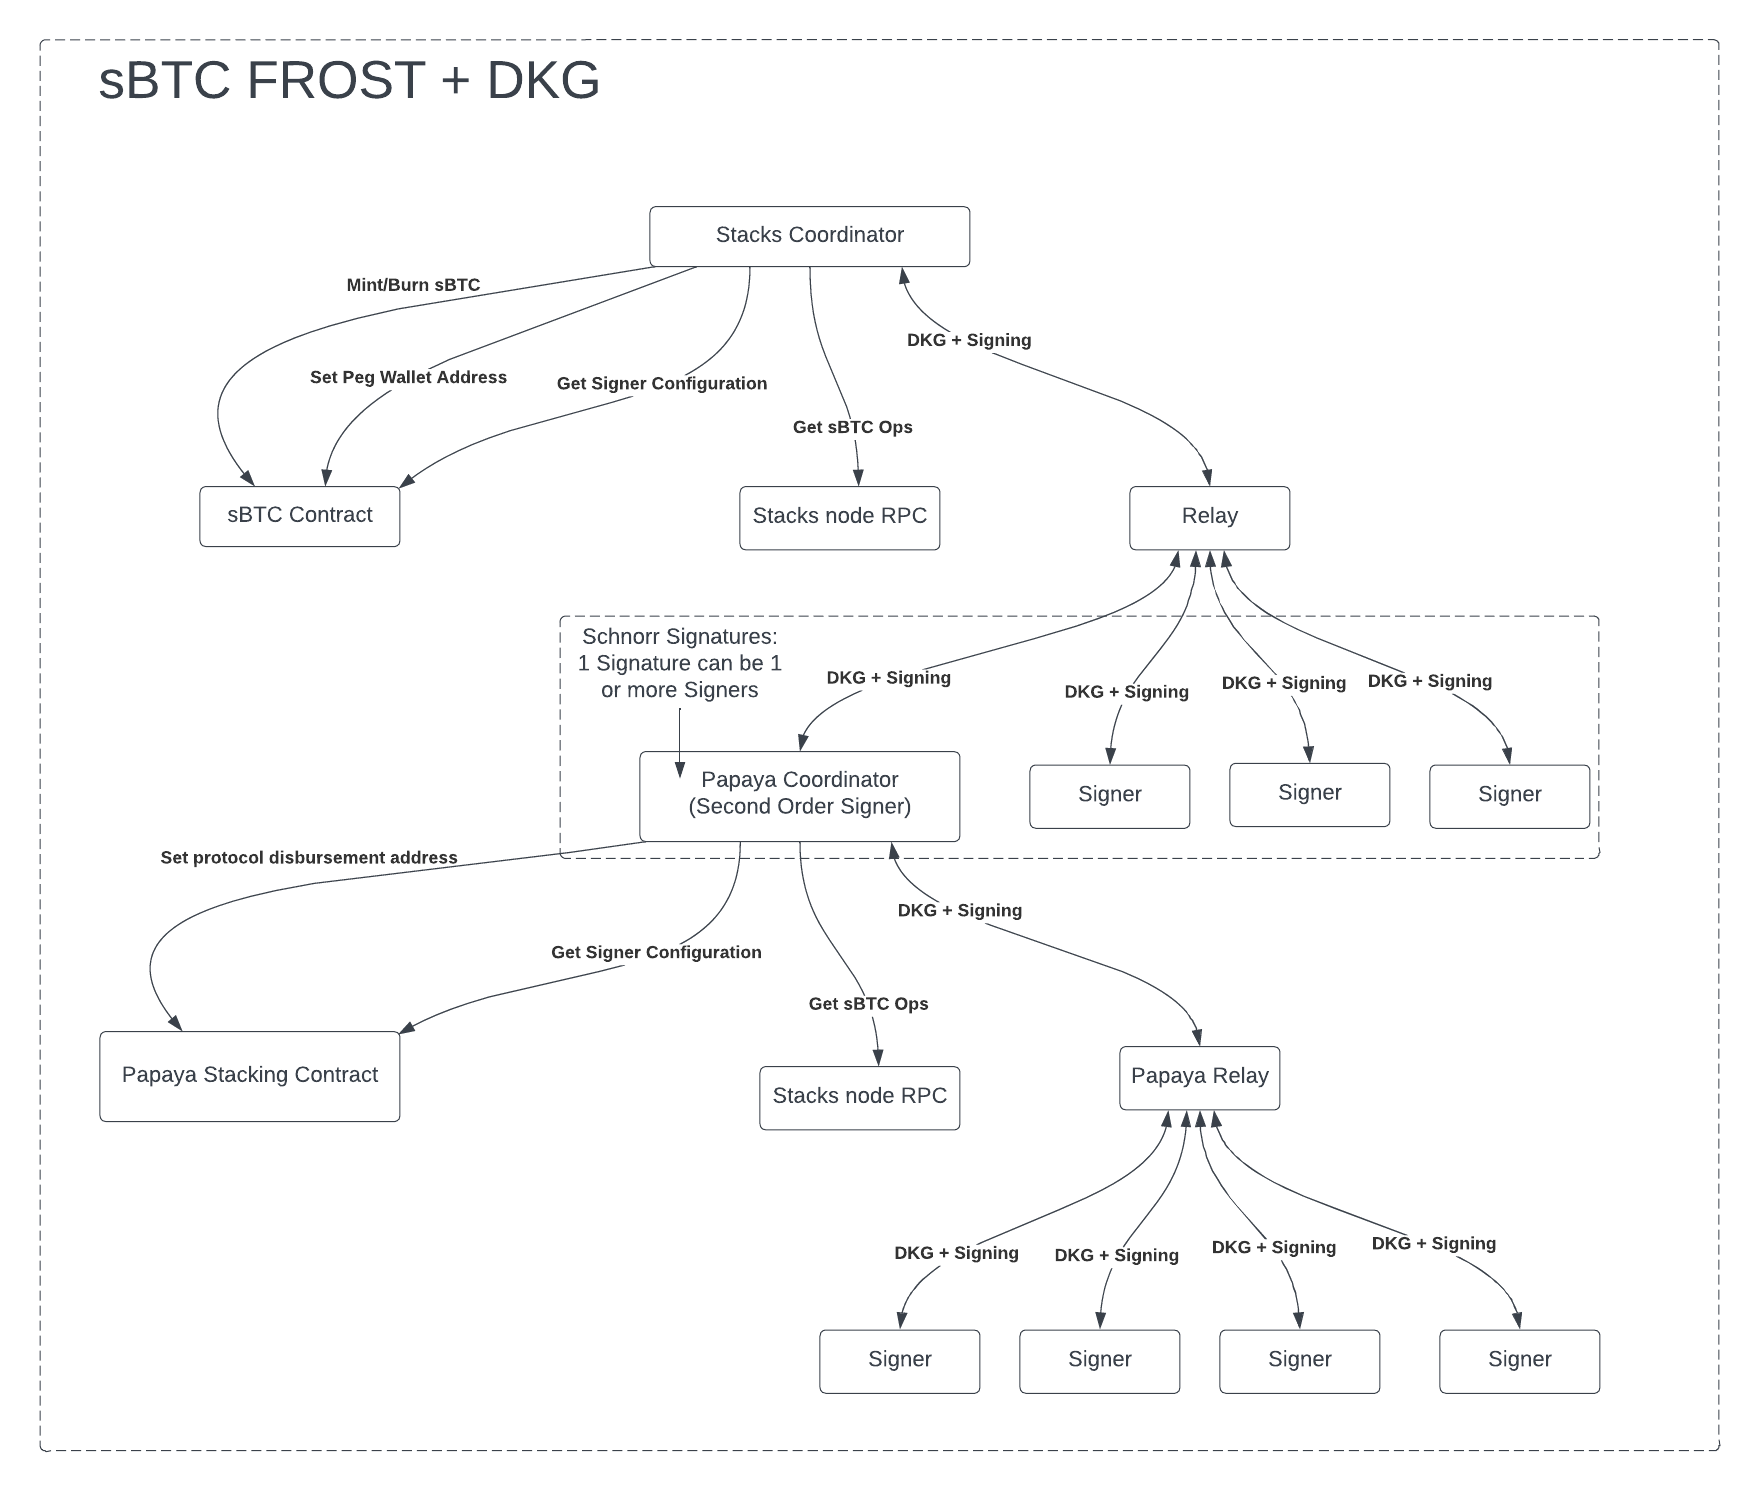 sBTC FROST + DKG
Stacks Coordinator
Mint/Burn sBTC
DKG + Signing
Set Peg Wallet Address
Get Signer Configuration
Get sBTC Ops
sBTC Contract
Stacks node RPC
Relay
Schnorr Signatures:
1 Signature can be 1
or more Signers
DKG + Signing
DKG + Signing
DKG + Signing
DKG + Signing
Papaya Coordinator
(Second Order Signer)
Signer
Signer
Signer
Set protocol disbursement address
DKG + Signing
Get Signer Configuration
Get sBTC Ops
Papaya Stacking Contract
Stacks node RPC
Papaya Relay
DKG + Signing
DKG + Signing
DKG + Signing
DKG + Signing
Signer
Signer
Signer
Signer